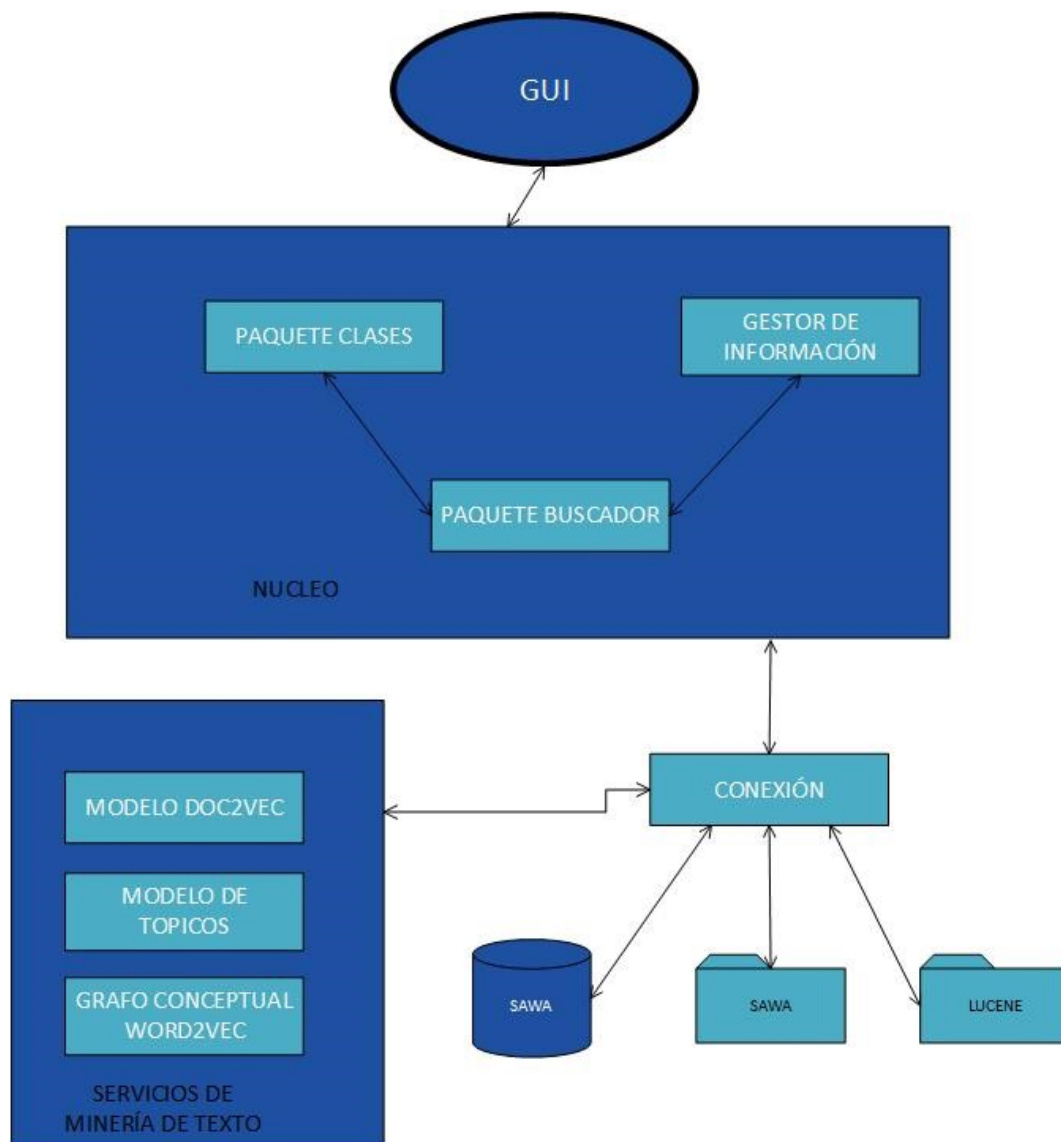 GUI
PAQUETE CLASES
GESTOR DE
INFORMACIÓN
PAQUETE BUSCADOR
NUCLEO
CONEXIÓN
MODELO DOC2VEC
MODELO DE
TOPICOS
GRAFO CONCEPTUAL
WORD2VEC
SERVICIOS DE
MINERÍA DE TEXTO
SAWA
SAWA
LUCENE